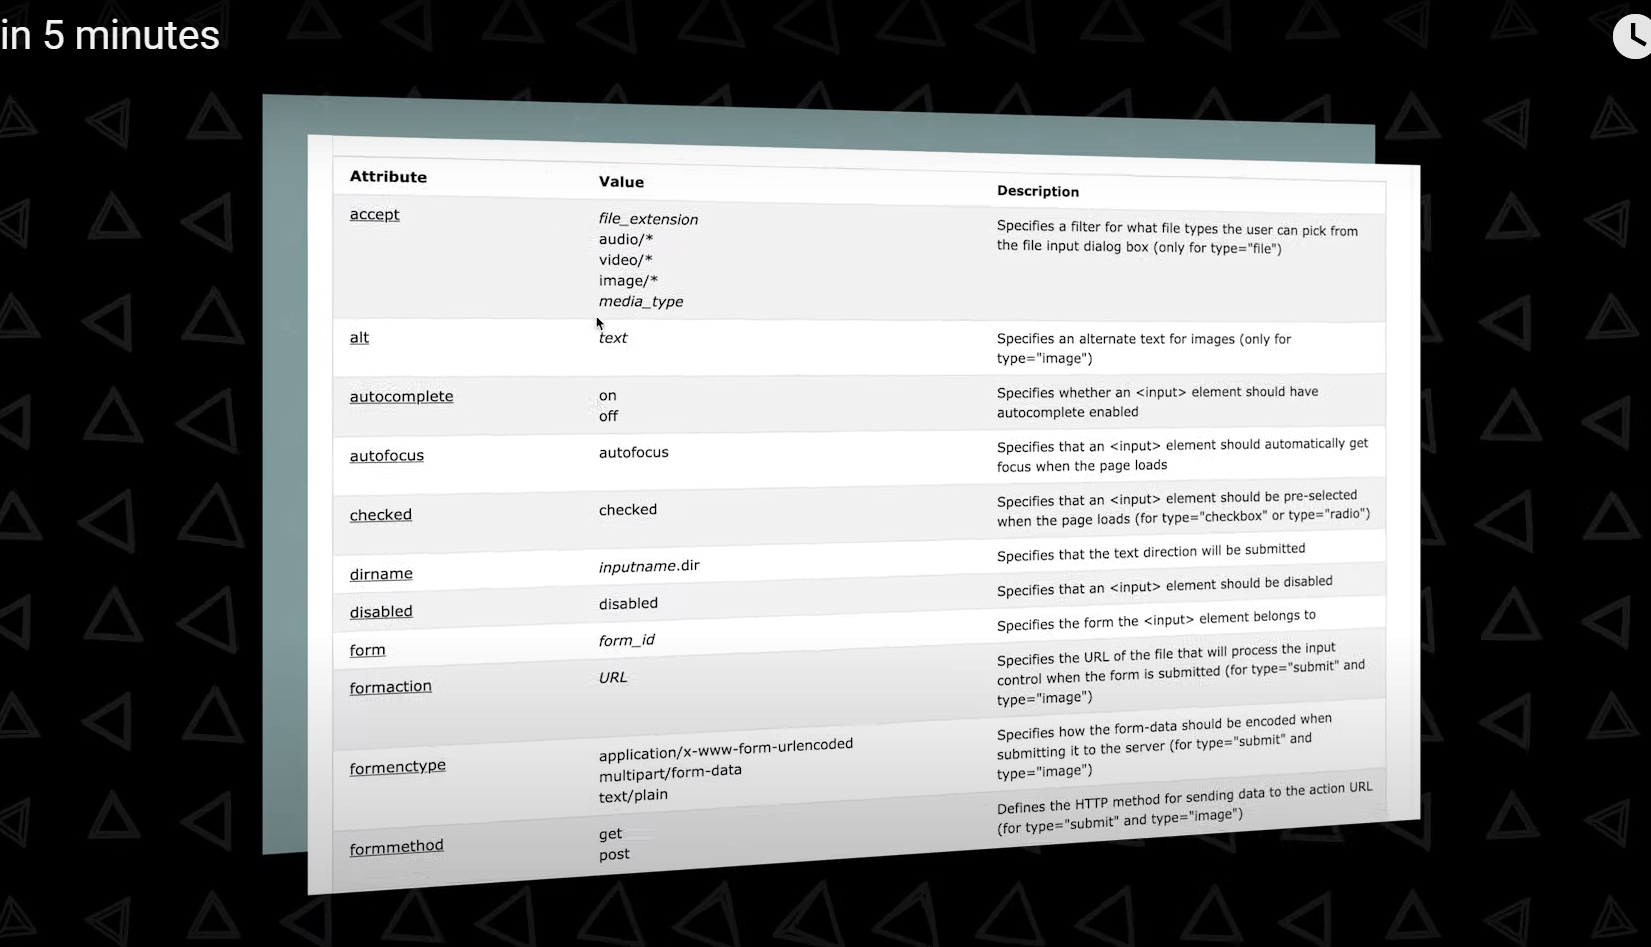 in 5 minutes
Attribute Value Description
accept
file_extension
audio/*
video/*
image/*
media_type
Specifies a filter for what file types the user can pick from
the file input dialog box (only for type="file")
alt
text
Specifies an alternate text for images (only for
type="image")
autocomplete
on
off
Specifies whether an <input> element should have
autocomplete enabled
autofocus
autofocus
Specifies that an <input> element should automatically get
focus when the page loads
checked
checked
Specifies that an <input> element should be pre-selected
when the page loads (for type="checkbox" or type="radio")
dirname
inputname.dir
Specifies that the text direction will be submitted
disabled
disabled
Specifies that an <input> element should be disabled
form
form_id
Specifies the form the <input> element belongs to
formaction
URL
Specifies the URL of the file that will process the input
control when the form is submitted (for type="submit" and
type="image")
formenctype
application/x-www-form-urlencoded
multipart/form-data
text/plain
Specifies how the form-data should be encoded when
submitting it to the server (for type="submit" and
type="image")
formmethod
get
post
Defines the HTTP method for sending data to the action URL
(for type="submit" and type="image")